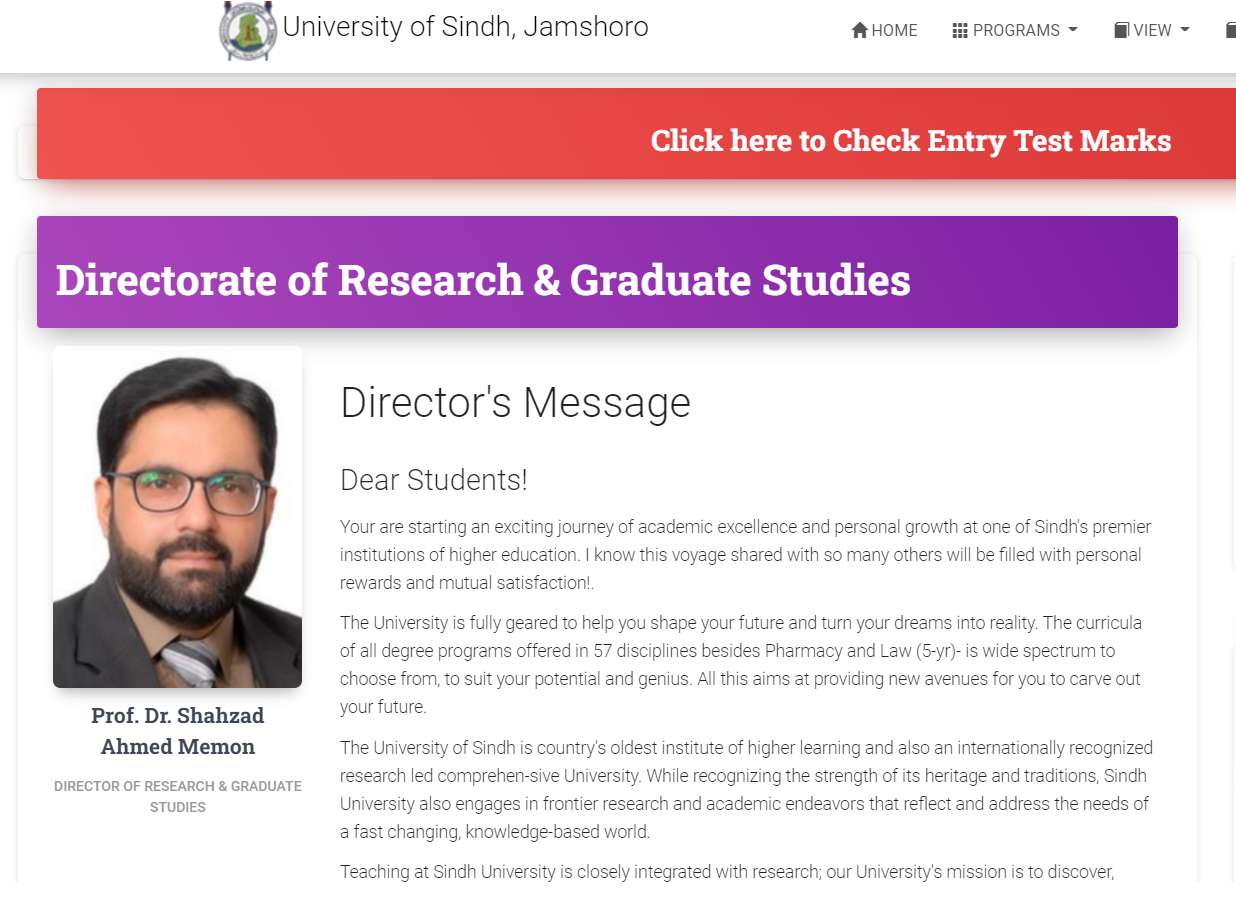 University of Sindh, Jamshoro
HOME
PROGRAMS
VIEW
Click here to Check Entry Test Marks
Directorate of Research & Graduate Studies
Director's Message
Dear Students!
Your are starting an exciting journey of academic excellence and personal growth at one of Sindh's premier
institutions of higher education. I know this voyage shared with so many others will be filled with personal
rewards and mutual satisfaction!.
The University is fully geared to help you shape your future and turn your dreams into reality. The curricula
of all degree programs offered in 57 disciplines besides Pharmacy and Law (5-yr)- is wide spectrum to
choose from, to suit your potential and genius. All this aims at providing new avenues for you to carve out
your future.
The University of Sindh is country's oldest institute of higher learning and also an internationally recognized
research led comprehen-sive University. While recognizing the strength of its heritage and traditions, Sindh
University also engages in frontier research and academic endeavors that reflect and address the needs of
a fast changing, knowledge-based world.
Teaching at Sindh University is closely integrated with research; our University's mission is to discover,
Prof. Dr. Shahzad
Ahmed Memon
DIRECTOR OF RESEARCH & GRADUATE
STUDIES